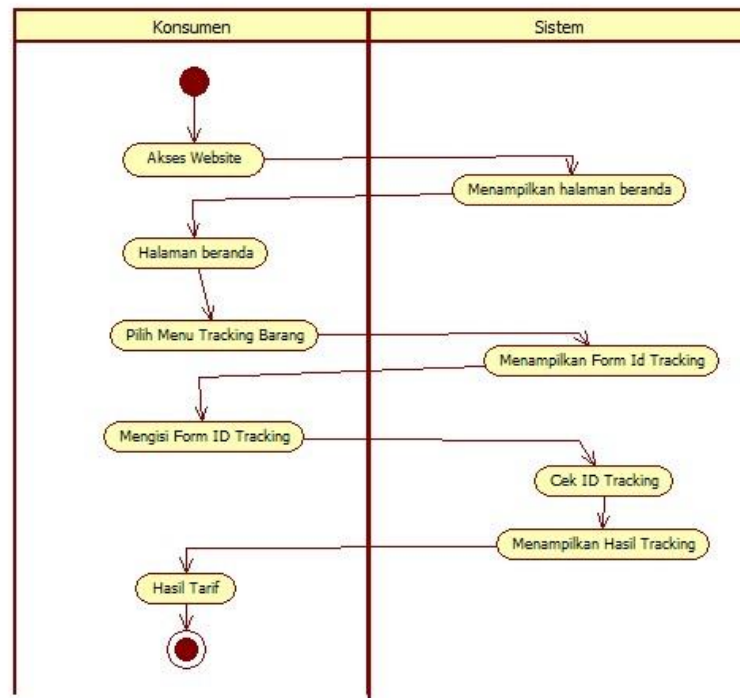 Konsumen
Sistem
Akses Website
Menampilkan halaman beranda
Halaman beranda
Pilih Menu Tracking Barang
Menampilkan Form Id Tracking
Mengisi Form ID Tracking
Cek ID Tracking
Menampilkan Hasil Tracking
Hasil Tarif